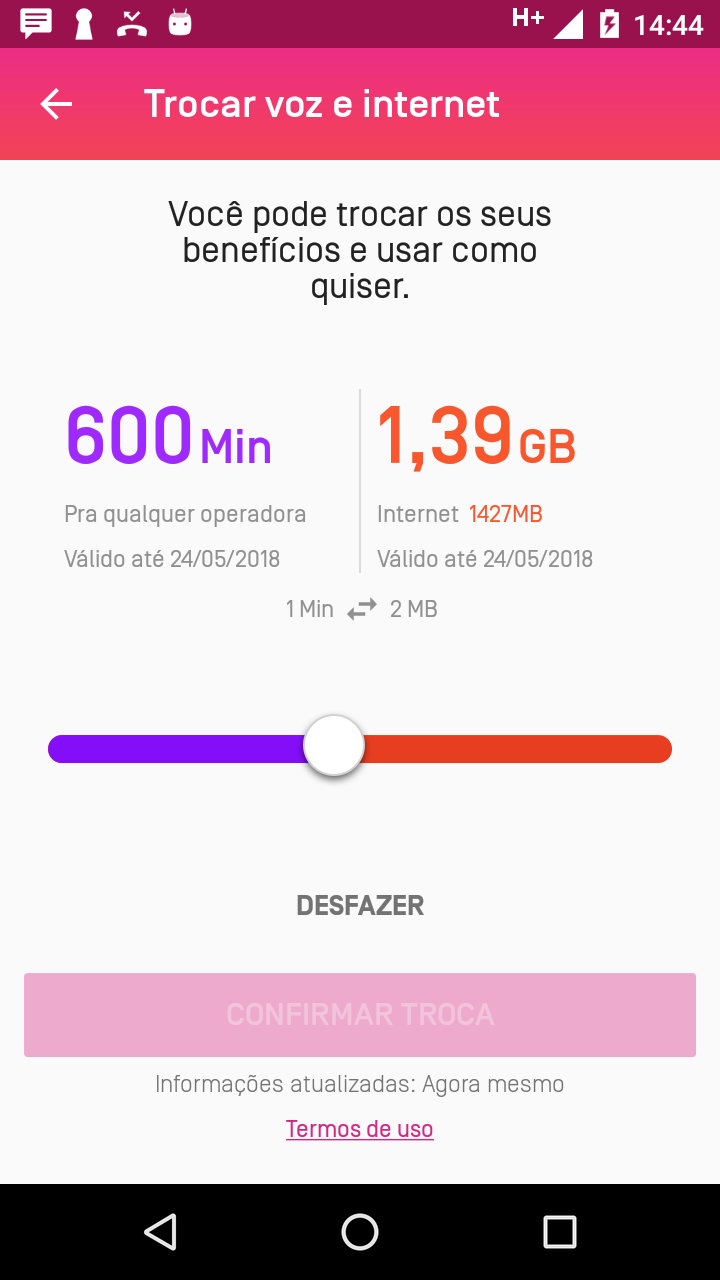 H+ 14:44
Trocar voz e internet
Você pode trocar os seus
benefícios e usar como
quiser.
600 Min
Pra qualquer operadora
Válido até 24/05/2018
1,39 GB
Internet 1427MB
Válido até 24/05/2018
1 Min 2 MB
DESFAZER
CONFIRMAR TROCA
Informações atualizadas: Agora mesmo
Termos de uso